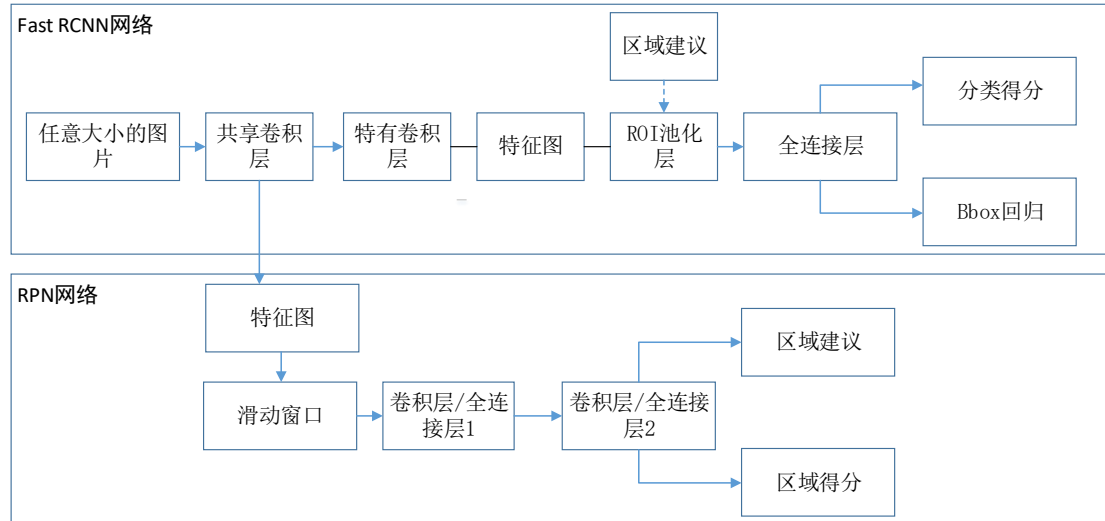 Fast RCNN网络
区域建议
分类得分
任意大小的图
片
共享卷积
层
特有卷积
层
特征图
ROI池化
层
全连接层
Bbox回归
RPN网络
特征图
区域建议
滑动窗口
卷积层/全连
接层1
卷积层/全连接
层2
区域得分